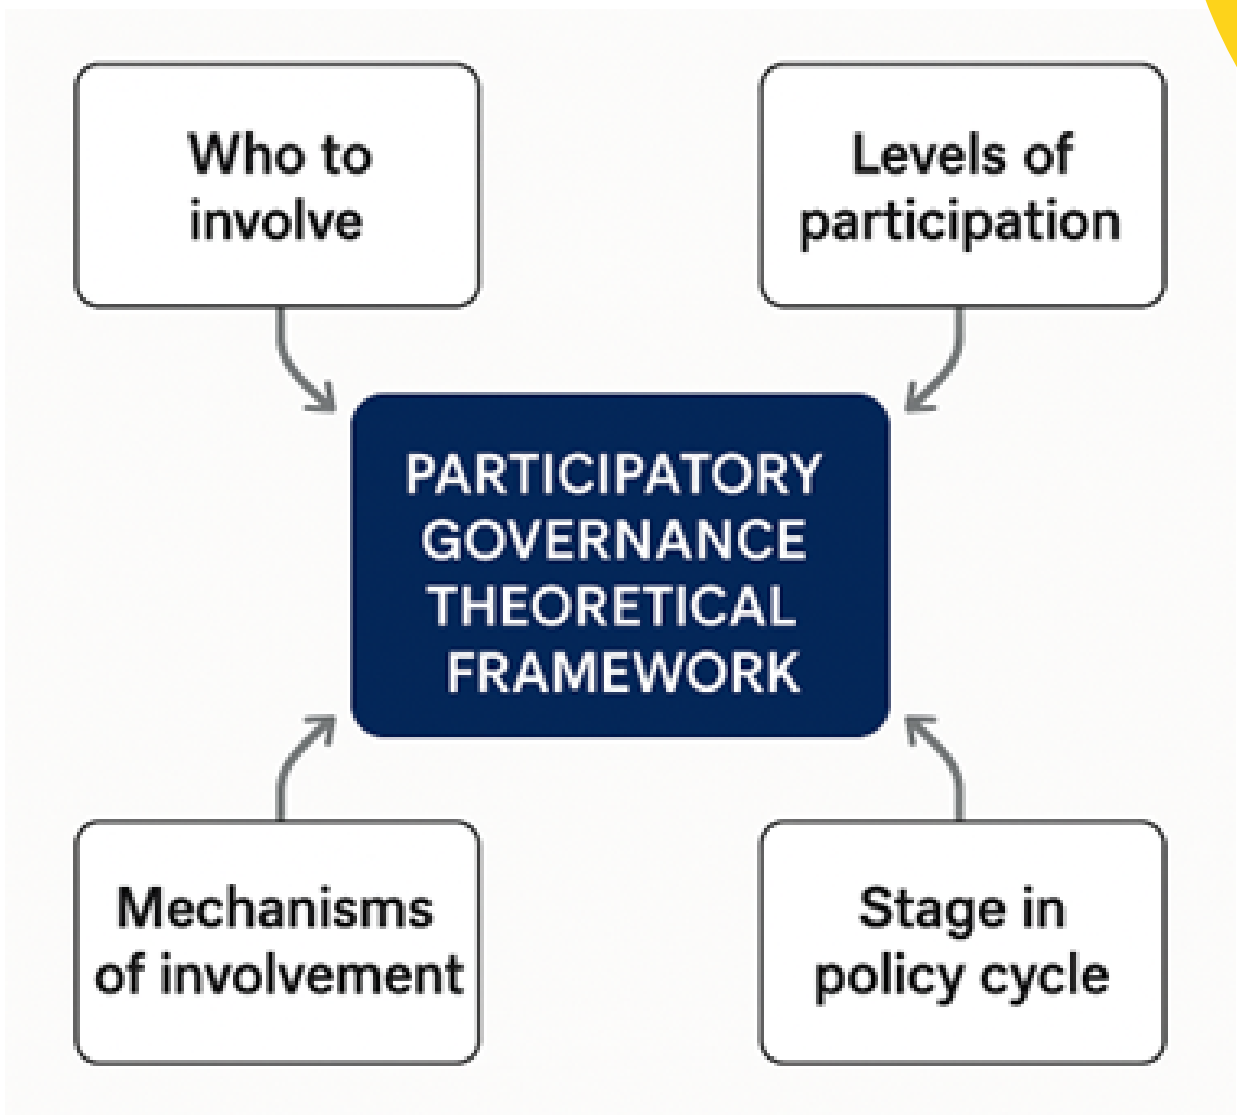 Who to
involve
Levels of
participation
PARTICIPATORY
GOVERNANCE
THEORETICAL
FRAMEWORK
Mechanisms
of involvement
Stage in
policy cycle